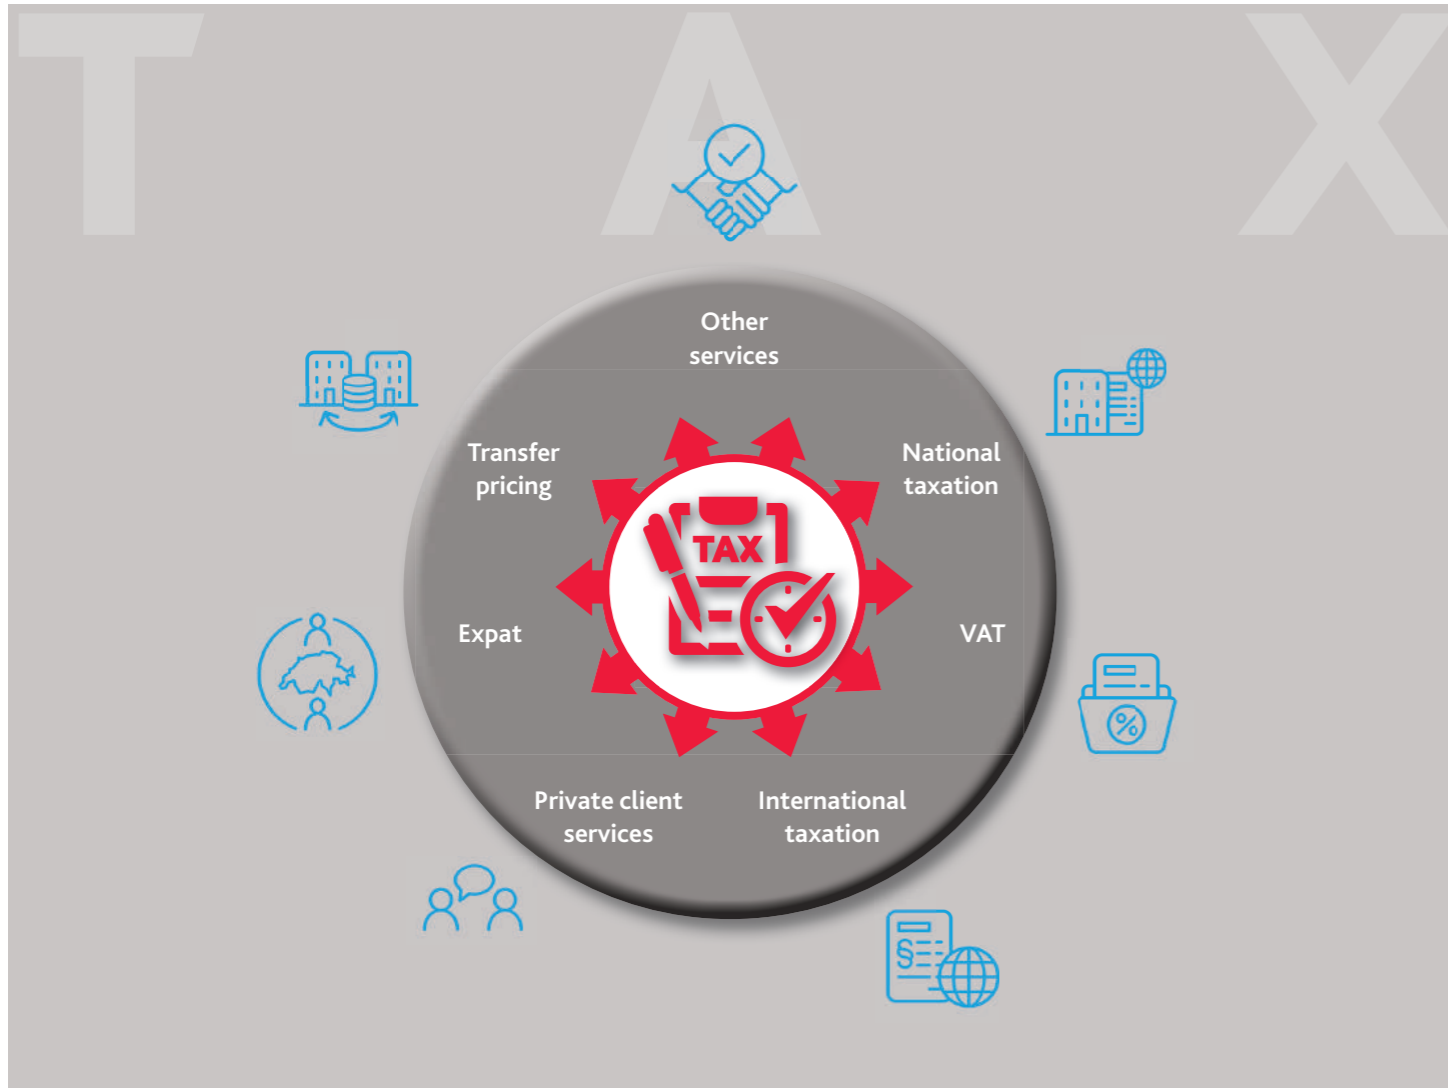 T A X
Other
services
Transfer
pricing
National
taxation
TAX
Expat
VAT
Private client
services
International
taxation
%
§